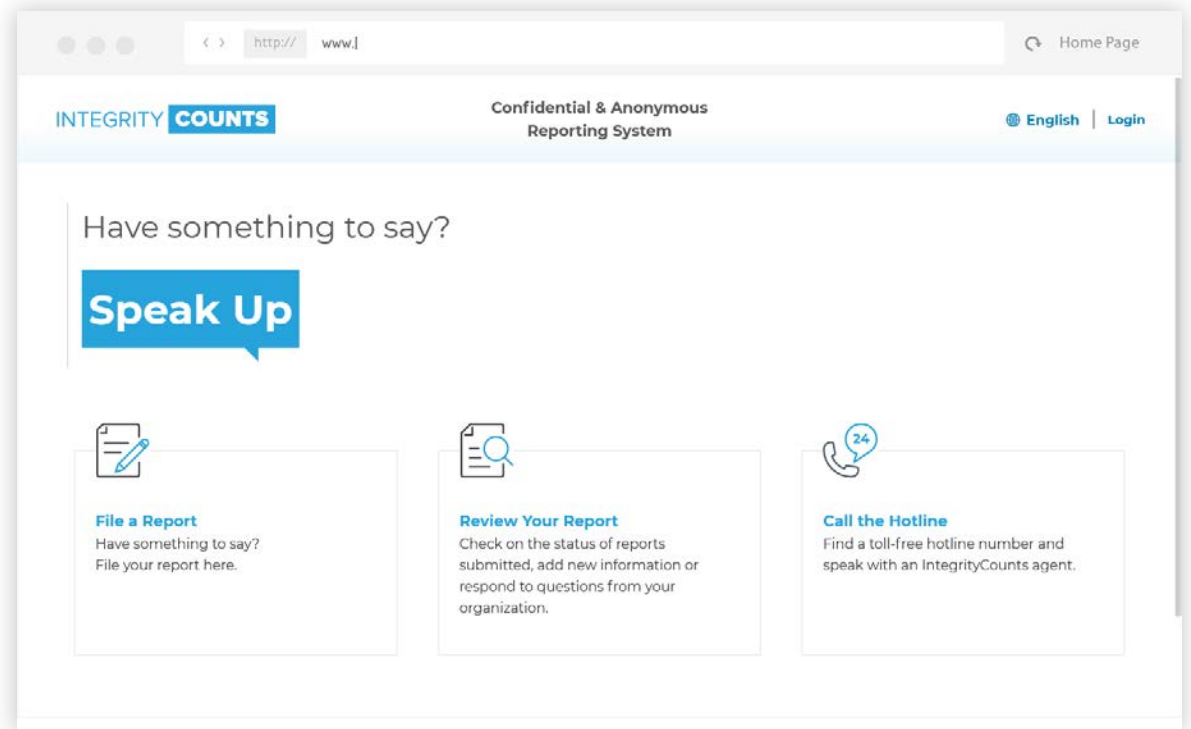 http:// www. Home Page
INTEGRITY COUNTS
Confidential & Anonymous
Reporting System
English | Login
Have something to say?
Speak Up
File a Report
Have something to say?
File your report here.
Review Your Report
Check on the status of reports
submitted, add new information or
respond to questions from your
organization.
24
Call the Hotline
Find a toll-free hotline number and
speak with an IntegrityCounts agent.